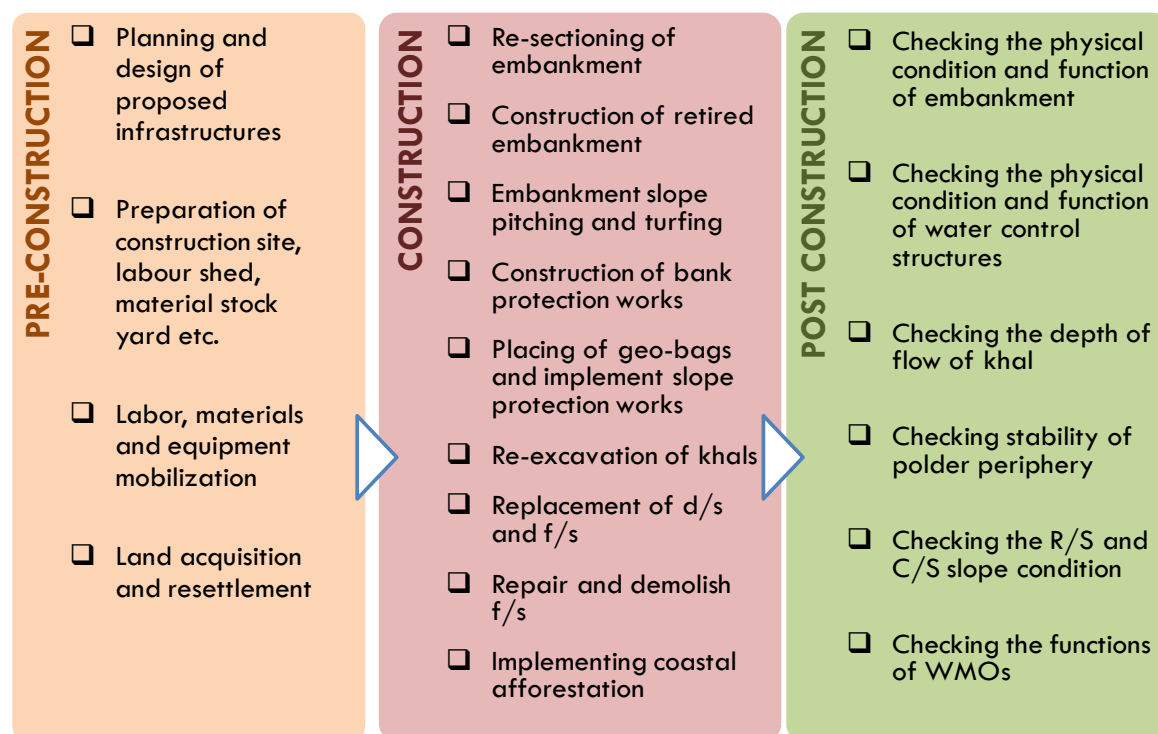 PRE-CONSTRUCTION
❑ Planning and
design of
proposed
infrastructures
❑ Preparation of
construction site,
labour shed,
material stock
yard etc.
❑ Labor, materials
and equipment
mobilization
❑ Land acquisition
and resettlement
CONSTRUCTION
❑ Re-sectioning of
embankment
❑ Construction of retired
embankment
❑ Embankment slope
pitching and turfing
❑ Construction of bank
protection works
❑ Placing of geo-bags
and implement slope
protection works
❑ Re-excavation of khals
❑ Replacement of d/s
and f/s
❑ Repair and demolish
f/s
❑ Implementing coastal
afforestation
POST CONSTRUCTION
❑ Checking the physical
condition and function
of embankment
❑ Checking the physical
condition and function
of water control
structures
❑ Checking the depth of
flow of khal
❑ Checking stability of
polder periphery
❑ Checking the R/S and
C/S slope condition
❑ Checking the functions
of WMOs